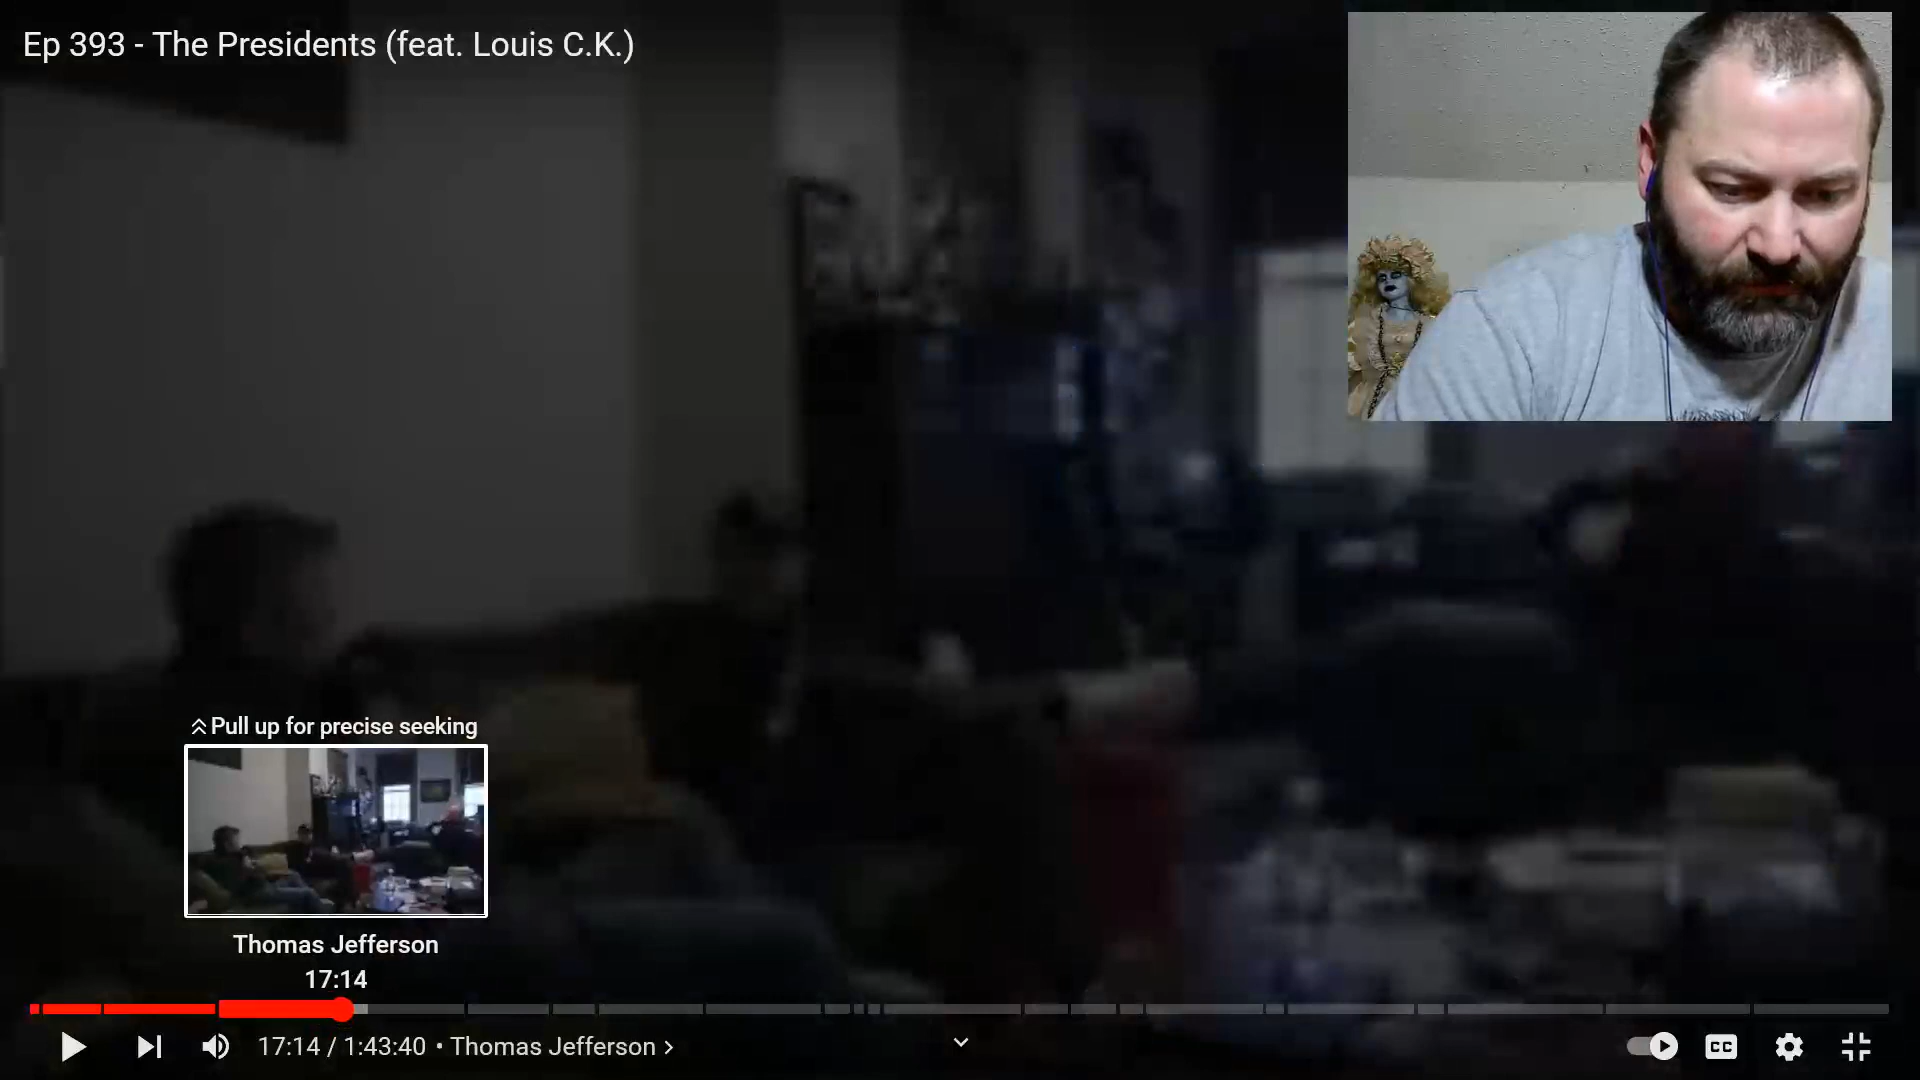 Ep 393 - The Presidents (feat. Louis C.K.)
Pull up for precise seeking
Thomas Jefferson
17:14
17:14 / 1:43:40 • Thomas Jefferson >
CC